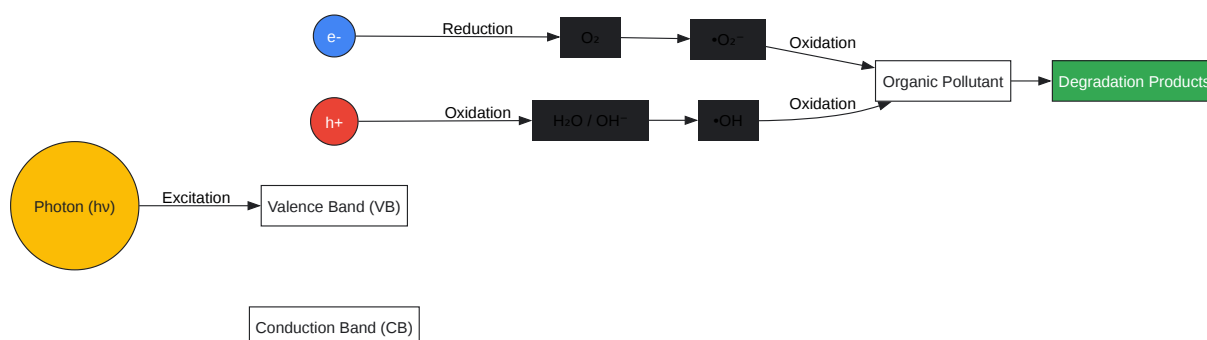 e-
Reduction
O₂
•O₂⁻
Oxidation
Organic Pollutant
Degradation Products
h+
Oxidation
H₂O / OH⁻
•OH
Oxidation
Photon (hν)
Excitation
Valence Band (VB)
Conduction Band (CB)